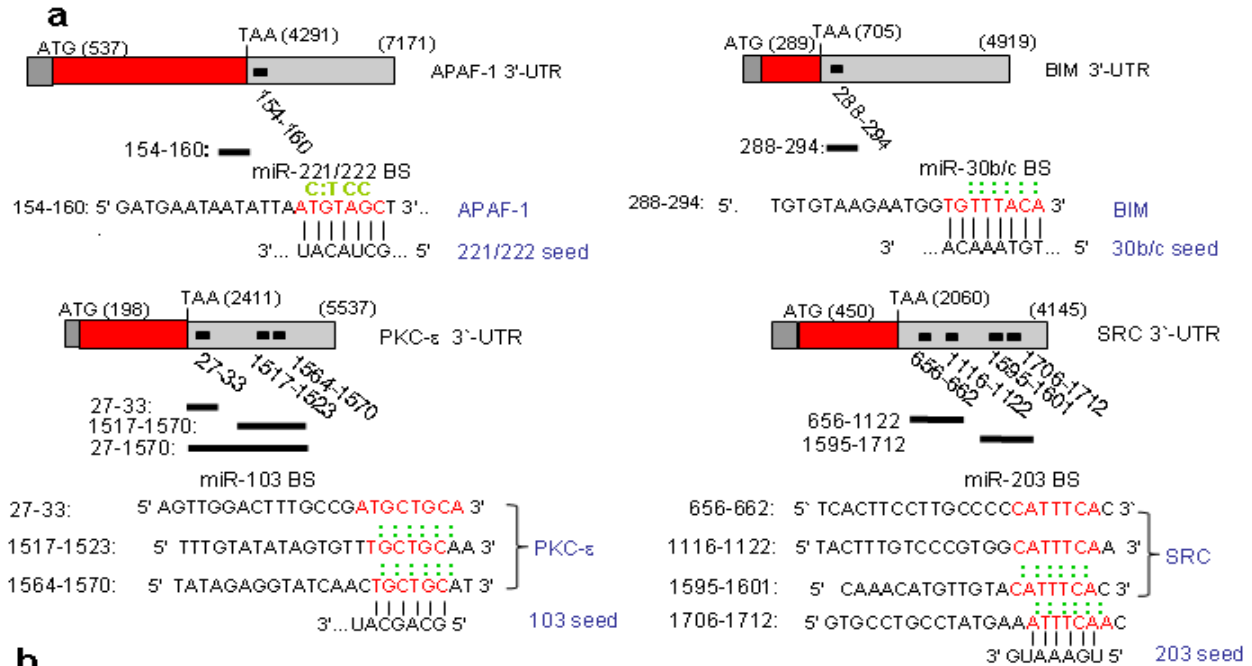 a
ATG (537) TAA (4291) (7171)
APAF-1 3'-UTR
154-160
154-160:
miR-221/222 BS
C:T CC
154-160: 5' GATGAATAATATTAATGTAGCT 3'.. APAF-1
3'... UACAUCG... 5' 221/222 seed
ATG (289) TAA (705) (4919)
BIM 3'-UTR
288-294
288-294:
miR-30b/c BS
288-294: 5'. TGTGTAAGAATGGTGTTTACA 3' BIM
3' ...ACAAATGT... 5' 30b/c seed
ATG (198) TAA (2411) (5537)
PKC-ε 3`-UTR
27-33 1517-1523 1564-1570
27-33:
1517-1570:
27-1570:
miR-103 BS
27-33: 5' AGTTGGACTTTGCCGATGCTGCA 3'
1517-1523: 5' TTTGTATATAGTGTTTGCTGCAA 3' PKC-ε
1564-1570: 5' TATAGAGGTATCAACTGCTGCAT 3'
3'...UACGACG 5' 103 seed
ATG (450) TAA (2060) (4145)
SRC 3`-UTR
656-662 1116-1122 1595-1601 1706-1712
656-1122
1595-1712
miR-203 BS
656-662: 5` TCACTTCCTTGCCCCCATTTCAC 3'
1116-1122: 5' TACTTTGTCCCGTGGCATTTCAA 3' SRC
1595-1601: 5' CAAACATGTTGTACATTTCAC 3'
1706-1712: 5' GTGCCTGCCTATGAAATTTCAAC
3' GUAAAGU 5' 203 seed
b